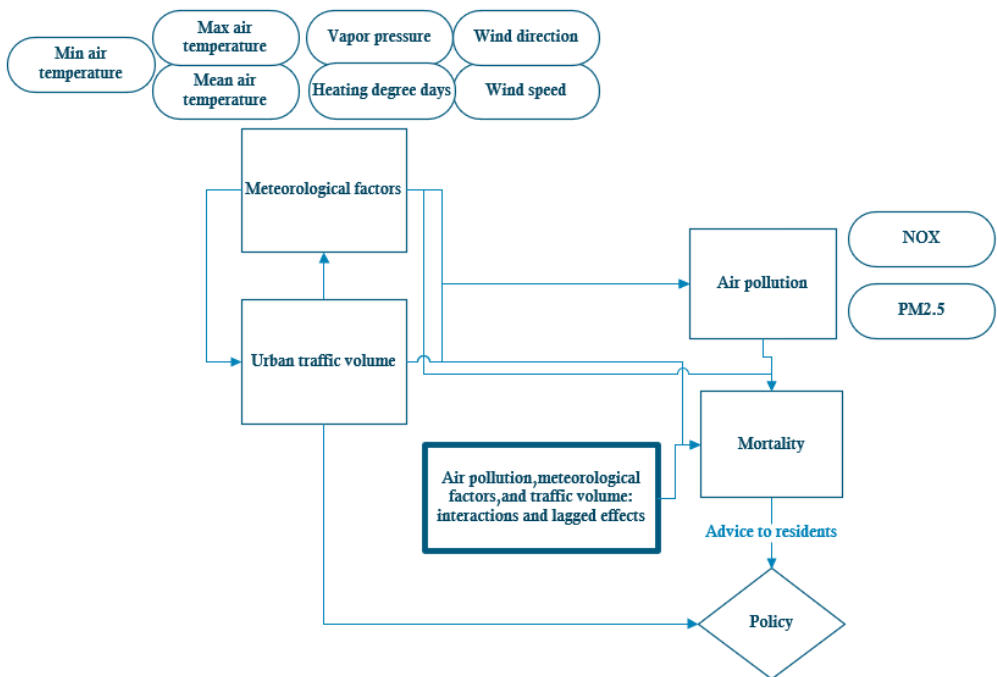 Max air
temperature
Vapor pressure
Wind direction
Min air
temperature
Mean air
temperature
Heating degree days
Wind speed
Meteorological factors
NOX
Air pollution
PM2.5
Urban traffic volume
Mortality
Air pollution,meteorological
factors,and traffic volume:
interactions and lagged effects
Advice to residents
Policy